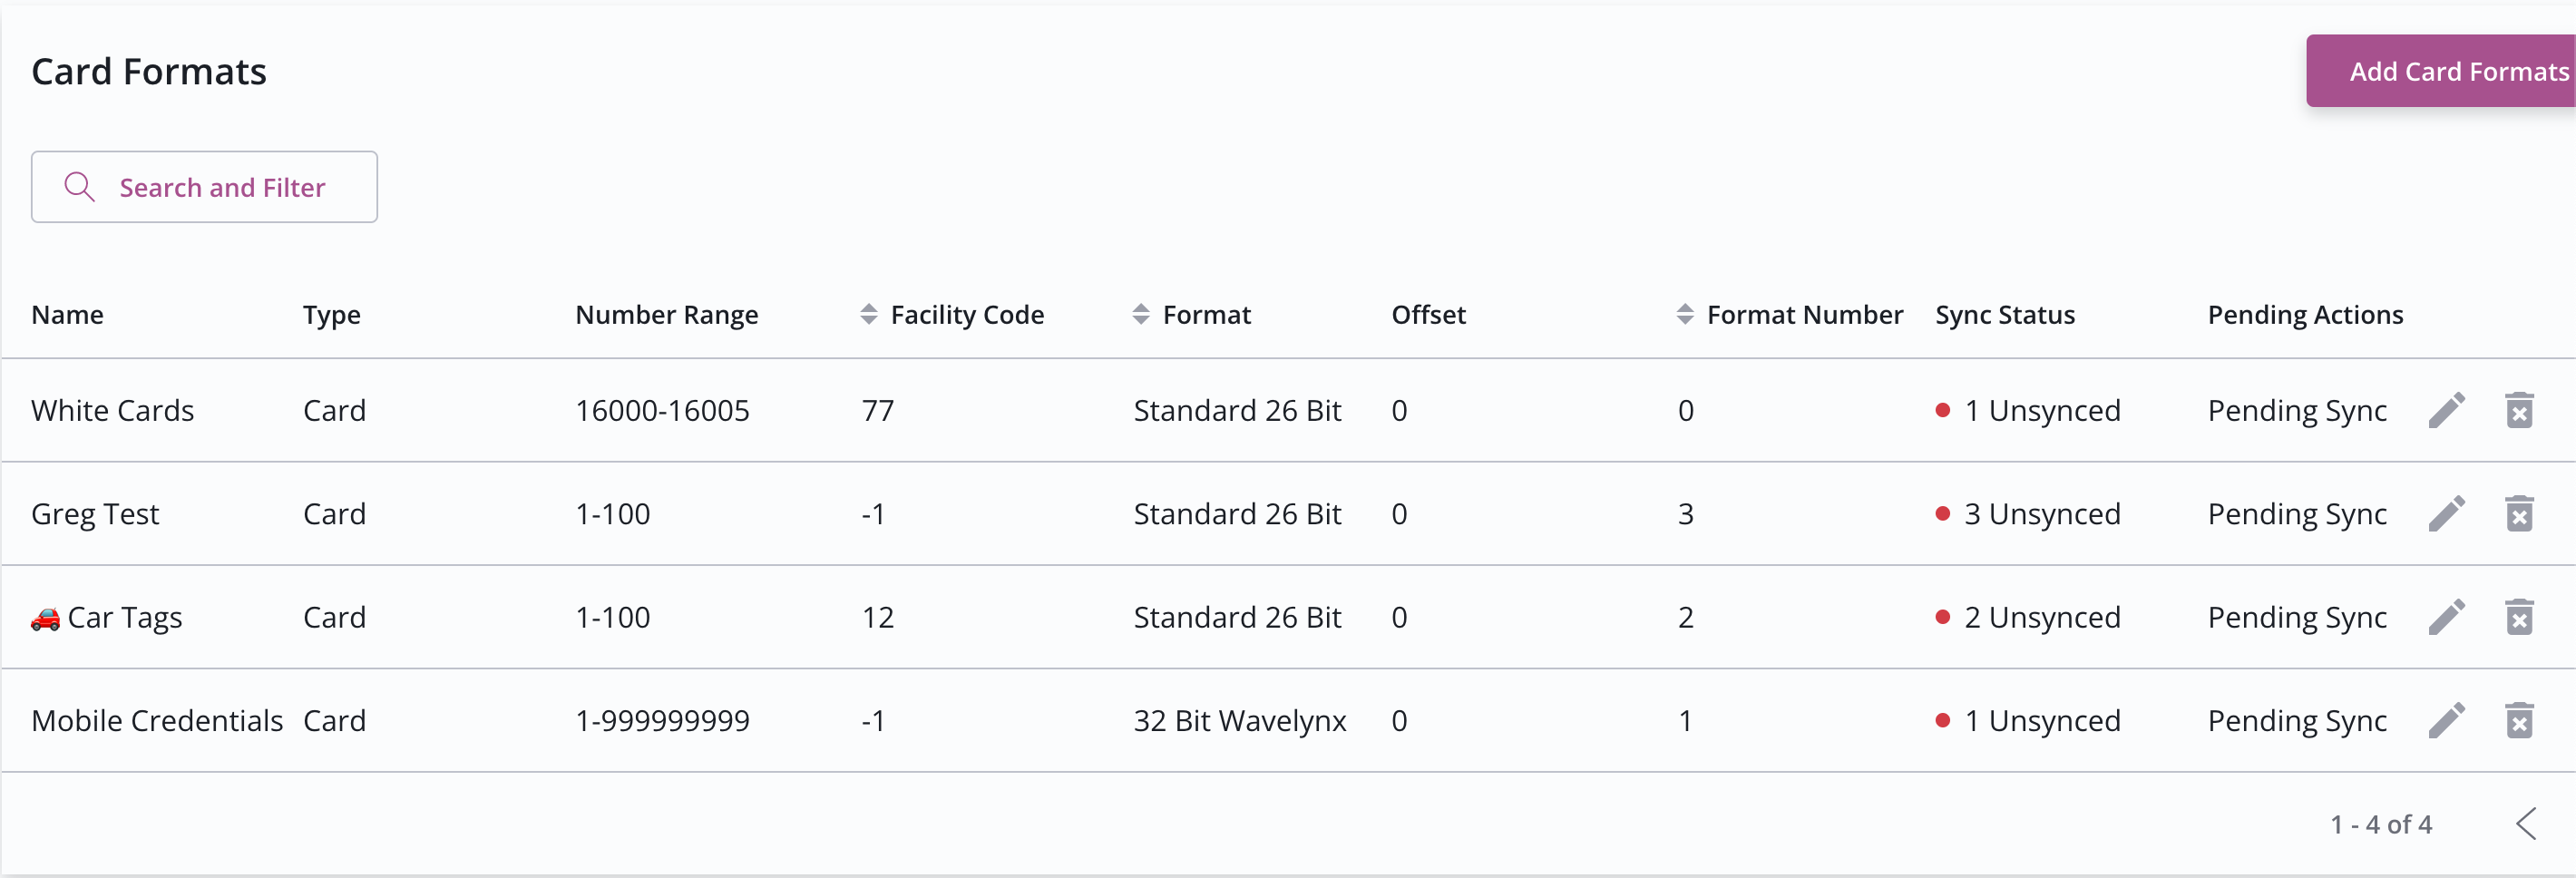 Card Formats
Add Card Formats
Search and Filter
Name Type Number Range Facility Code Format Offset Format Number Sync Status Pending Actions
White Cards Card 16000-16005 77 Standard 26 Bit 0 0 1 Unsynced Pending Sync
Greg Test Card 1-100 -1 Standard 26 Bit 0 3 3 Unsynced Pending Sync
🚗 Car Tags Card 1-100 12 Standard 26 Bit 0 2 2 Unsynced Pending Sync
Mobile Credentials Card 1-999999999 -1 32 Bit Wavelynx 0 1 1 Unsynced Pending Sync
1 - 4 of 4